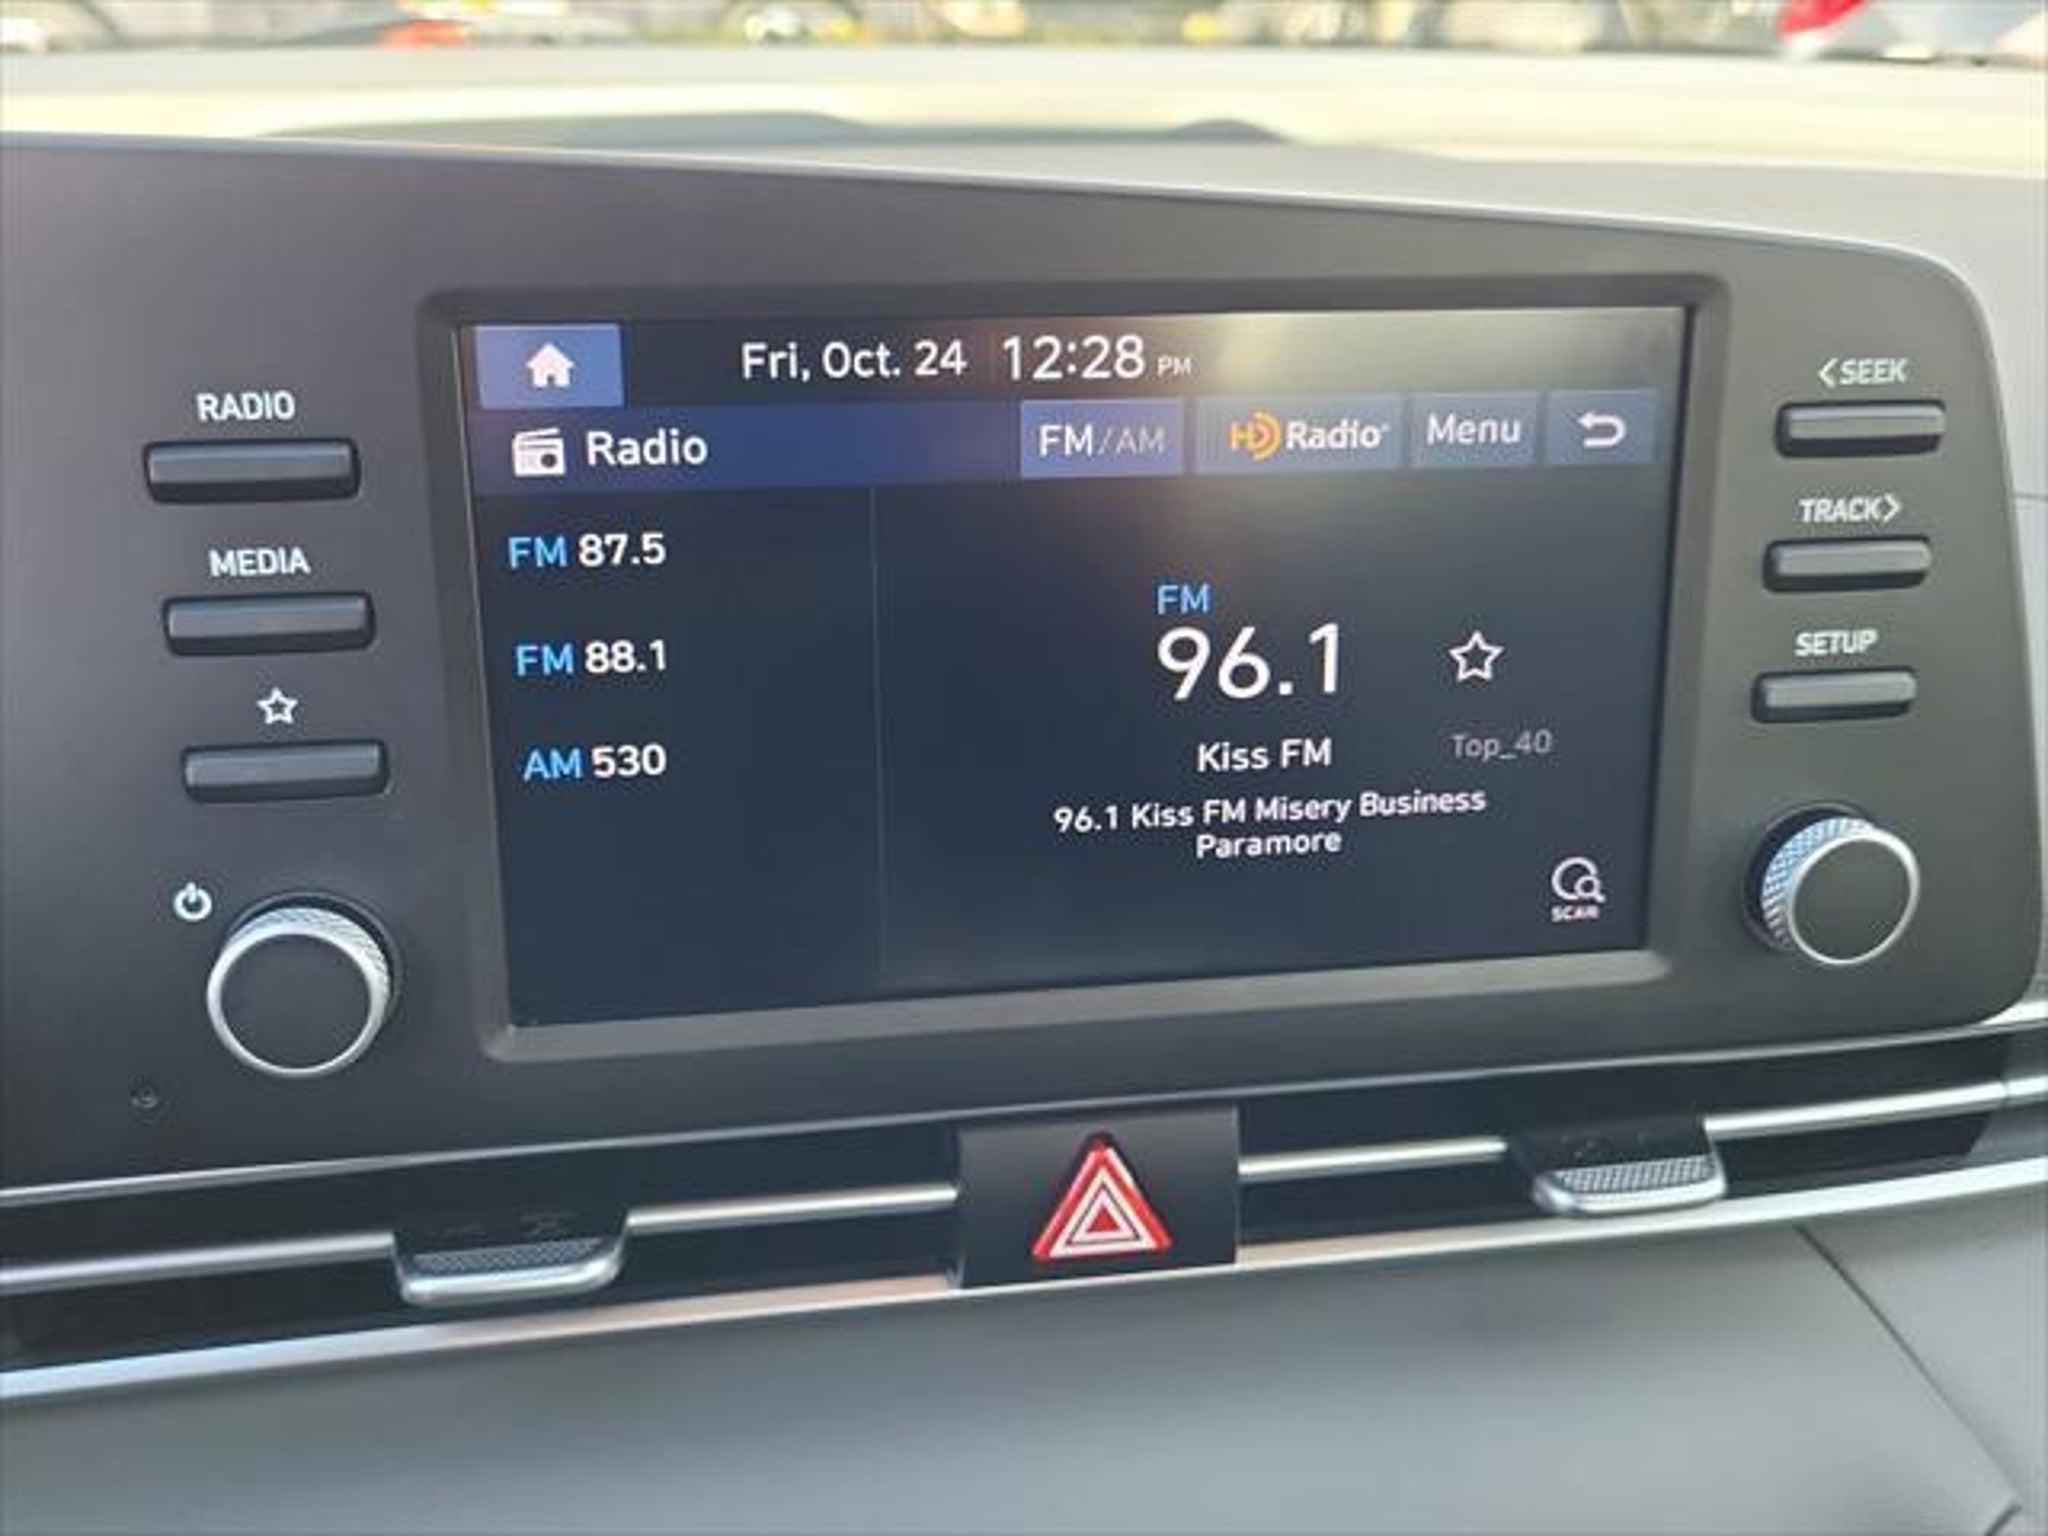 Fri, Oct. 24 12:28 PM
RADIO
<SEEK
Radio
FM/AM
HD Radio
Menu
MEDIA
TRACK>
FM 87.5
FM 88.1
AM 530
SETUP
FM
96.1
Kiss FM
Top_40
96.1 Kiss FM Misery Business
Paramore
SCAN